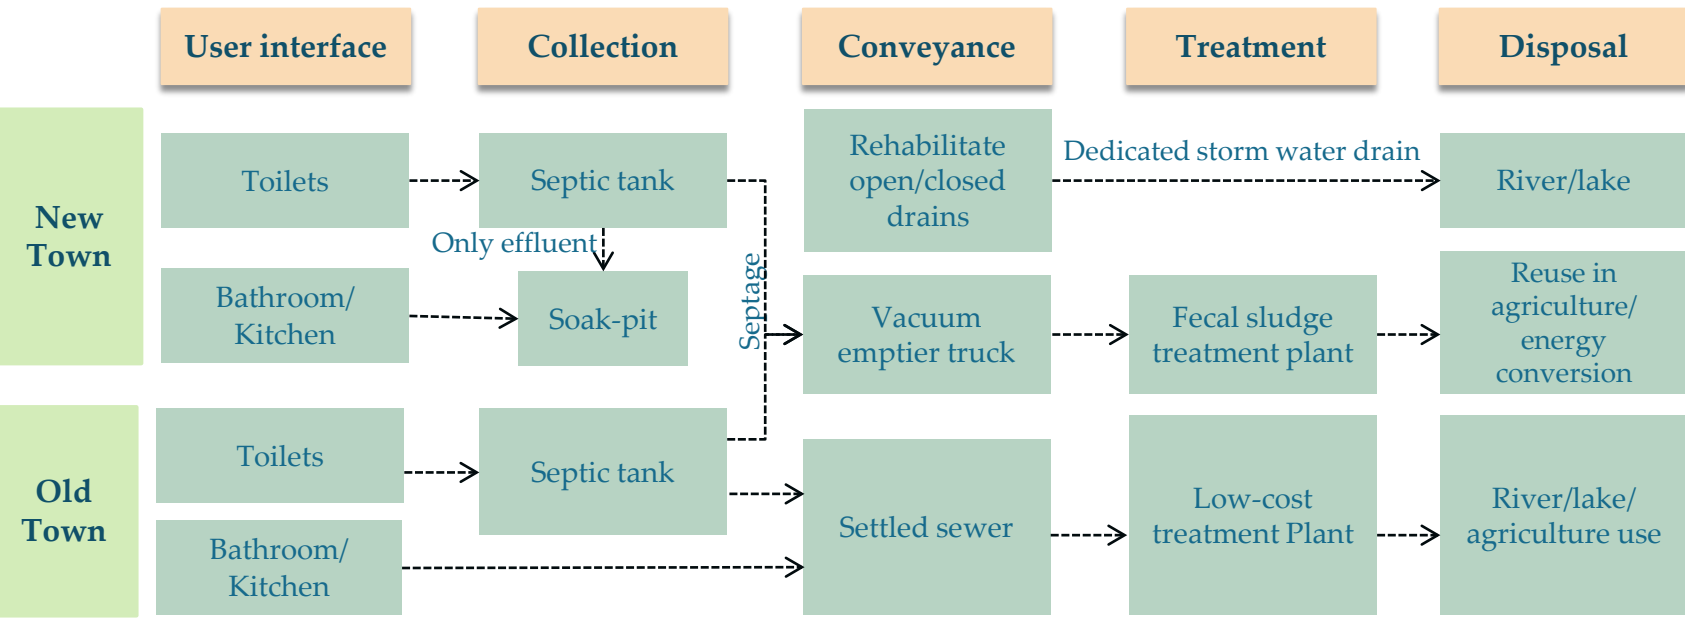 User interface
Collection
Conveyance
Treatment
Disposal
New
Town
Toilets
Septic tank
Rehabilitate
open/closed
drains
Dedicated storm water drain
River/lake
Only effluent
Bathroom/
Kitchen
Soak-pit
Septage
Vacuum
emptier truck
Fecal sludge
treatment plant
Reuse in
agriculture/
energy
conversion
Old
Town
Toilets
Septic tank
Bathroom/
Kitchen
Settled sewer
Low-cost
treatment Plant
River/lake/
agriculture use